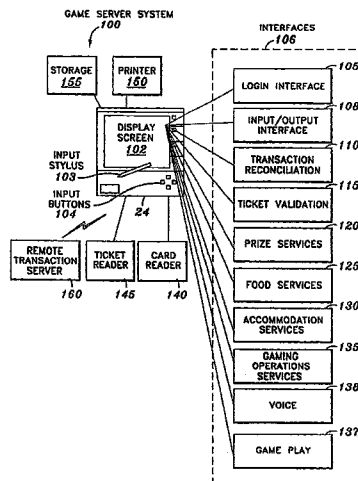 GAME SERVER SYSTEM
100
INTERFACES
106
STORAGE
155
PRINTER
150
DISPLAY
SCREEN
102
INPUT
STYLUS
103
INPUT
BUTTONS
104
24
REMOTE
TRANSACTION
SERVER
160
TICKET
READER
145
CARD
READER
140
105
LOGIN INTERFACE
108
INPUT/OUTPUT
INTERFACE
110
TRANSACTION
RECONCILIATION
115
TICKET VALIDATION
120
PRIZE SERVICES
125
FOOD SERVICES
130
ACCOMMODATION
SERVICES
135
GAMING
OPERATIONS
SERVICES
138
VOICE
137
GAME PLAY